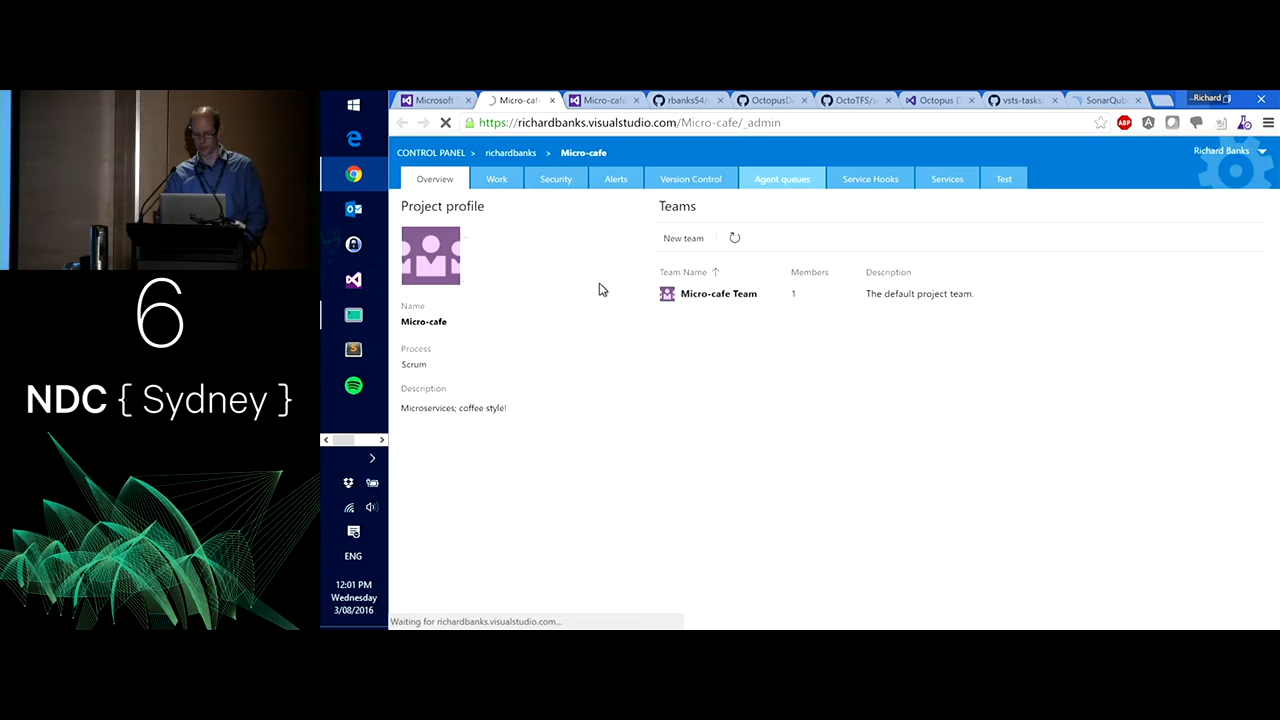 6
NDC { Sydney }
ENG
12:01 PM
Wednesday
3/08/2016
Microsoft
Micro-caf
Micro-cafe
rbanks54/
OctopusDe
OctoTFS/s
Octopus D
vsts-tasks
SonarQub
Richard
https://richardbanks.visualstudio.com/Micro-cafe/_admin
ABP
CONTROL PANEL > richardbanks > Micro-cafe
Richard Banks
Overview Work Security Alerts Version Control Agent queues Service Hooks Services Test
Project profile
Name
Micro-cafe
Process
Scrum
Description
Microservices; coffee style!
Teams
New team
Team Name Members Description
Micro-cafe Team 1 The default project team.
Waiting for richardbanks.visualstudio.com...